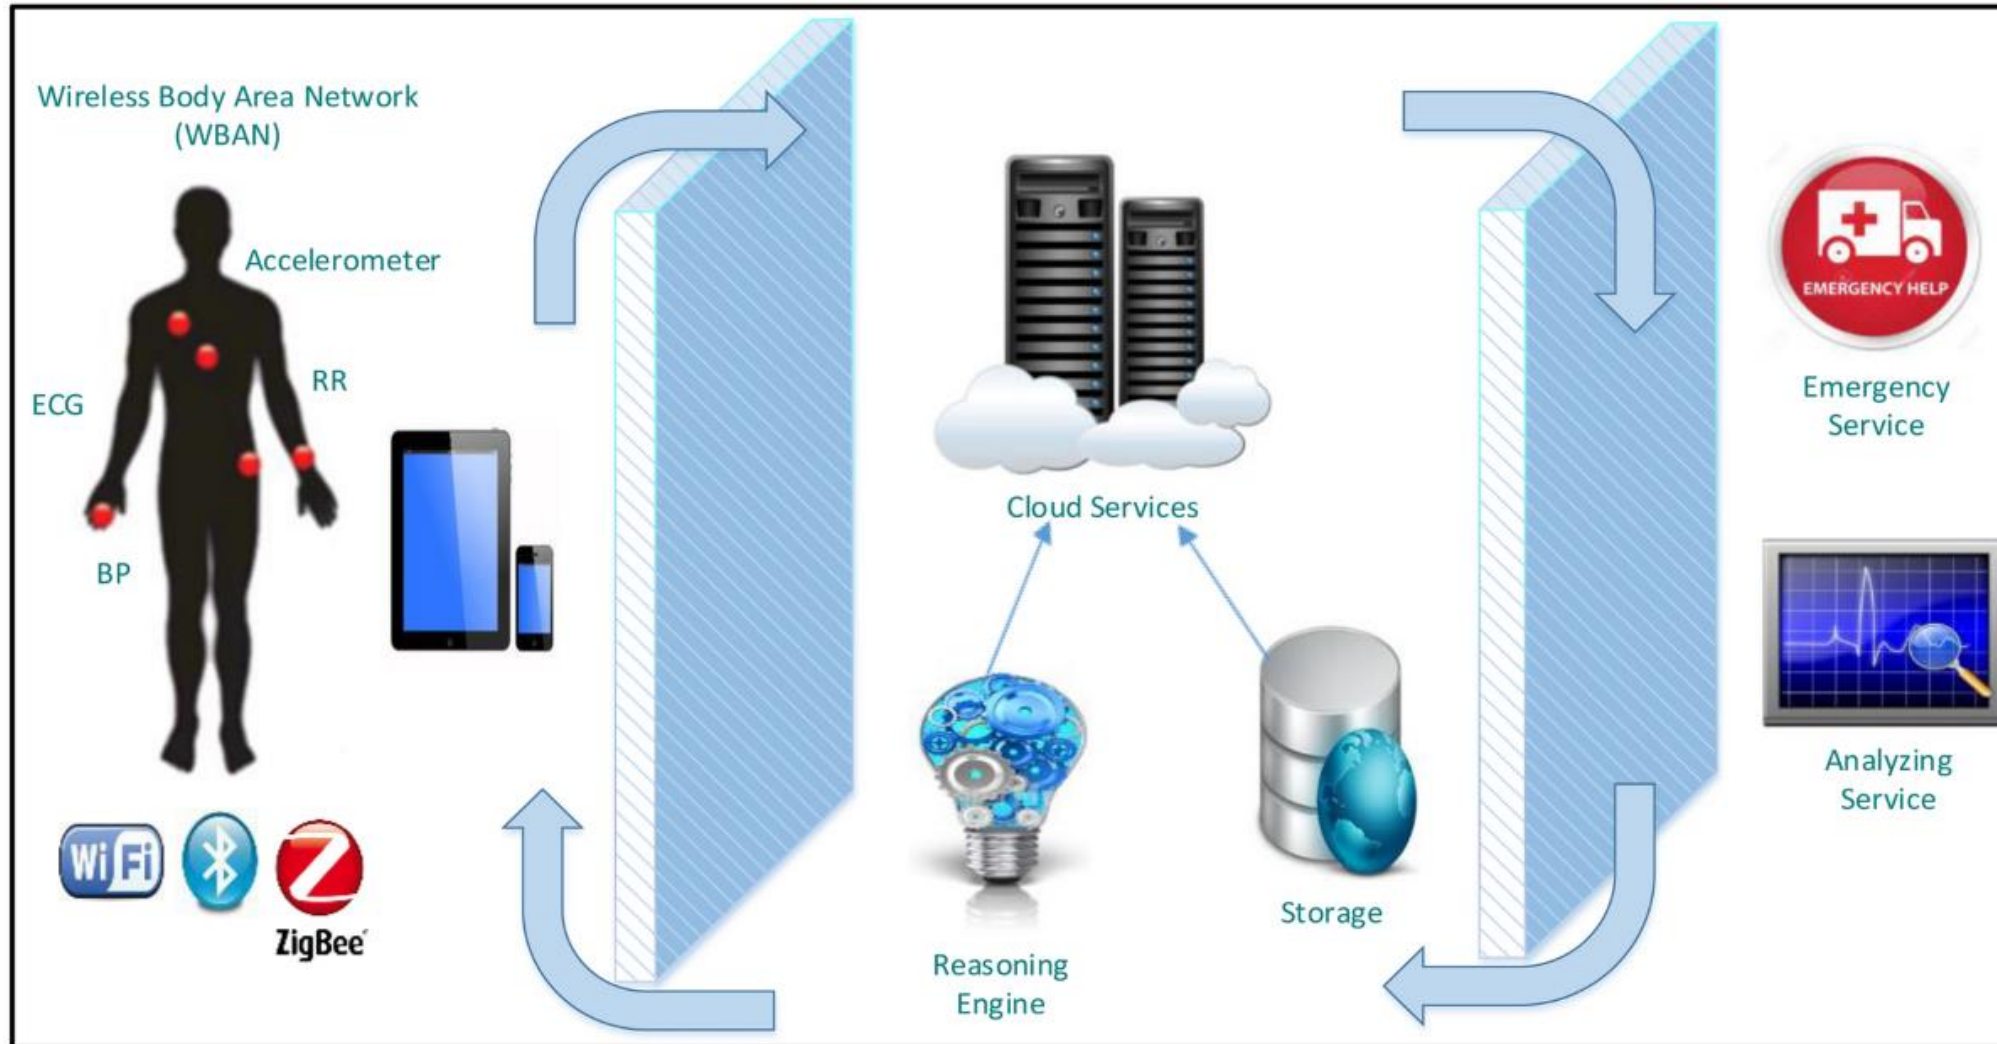 Wireless Body Area Network
(WBAN)
Accelerometer
RR
ECG
BP
Wi Fi
ZigBee
Cloud Services
Reasoning
Engine
Storage
EMERGENCY HELP
Emergency
Service
Analyzing
Service